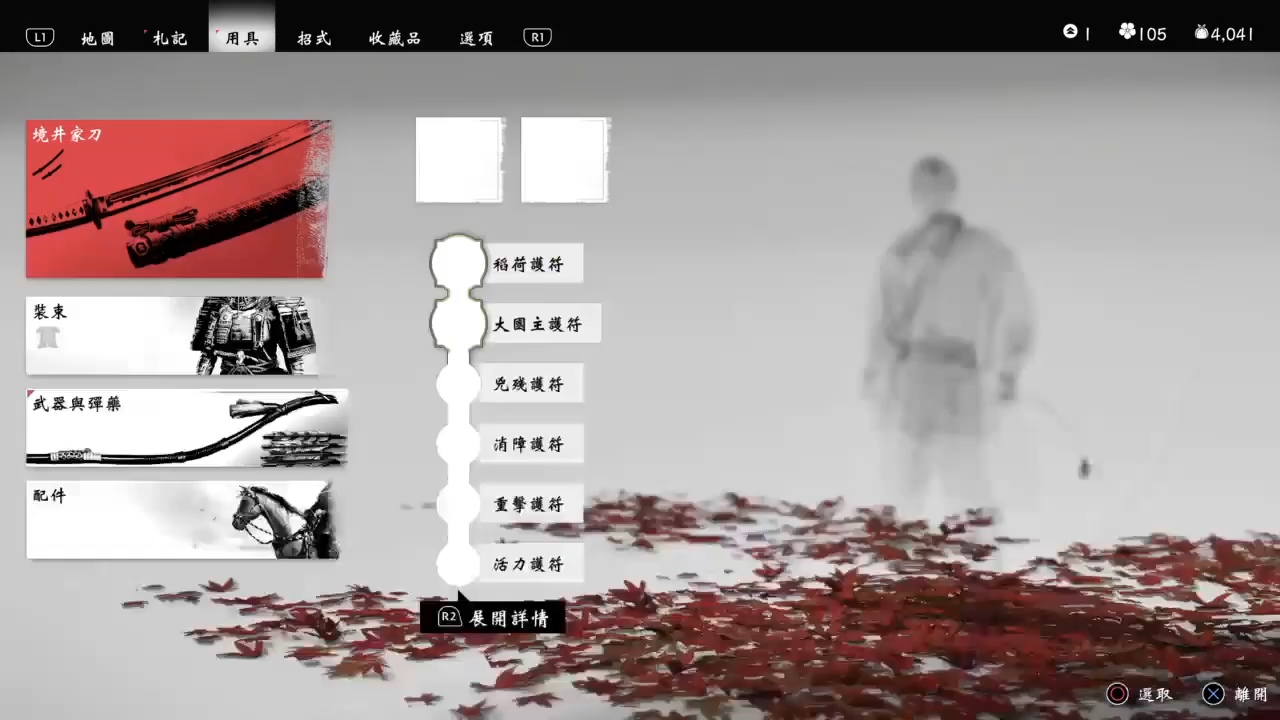 L1 地圖 札記 用具 招式 收藏品 選項 R1
1 105 4,041
境井家刀
裝束
武器與彈藥
配件
稻荷護符
大國主護符
兇殘護符
消障護符
重擊護符
活力護符
R2 展開詳情
選取 離開